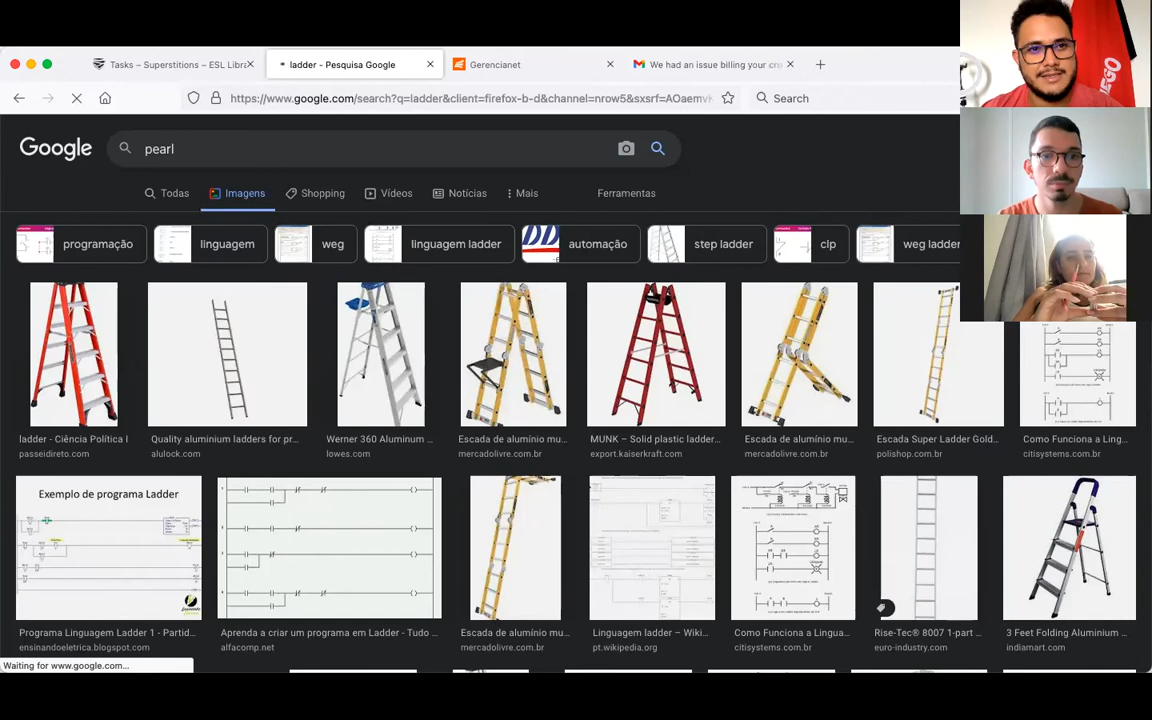 Tasks – Superstitions – ESL Libra
ladder - Pesquisa Google
Gerencianet
We had an issue billing your cre
https://www.google.com/search?q=ladder&client=firefox-b-d&channel=nrow5&sxsrf=AOaemv
Search
Google
pearl
Todas
Imagens
Shopping
Vídeos
Notícias
Mais
Ferramentas
programação
linguagem
weg
linguagem ladder
automação
step ladder
clp
weg ladder
ladder - Ciência Política I
passeidireto.com
Quality aluminium ladders for pr...
alulock.com
Werner 360 Aluminum ...
lowes.com
Escada de alumínio mu...
mercadolivre.com.br
MUNK – Solid plastic ladder...
export.kaiserkraft.com
Escada de alumínio mu...
mercadolivre.com.br
Escada Super Ladder Gold...
polishop.com.br
Como Funciona a Ling...
citisystems.com.br
Exemplo de programa Ladder
Programa Linguagem Ladder 1 - Partid...
ensinandoeletrica.blogspot.com
Aprenda a criar um programa em Ladder - Tudo ...
alfacomp.net
Escada de alumínio mu...
mercadolivre.com.br
Linguagem ladder – Wiki...
pt.wikipedia.org
Como Funciona a Lingua...
citisystems.com.br
Rise-Tec® 8007 1-part ...
euro-industry.com
3 Feet Folding Aluminium ...
indiamart.com
Waiting for www.google.com...